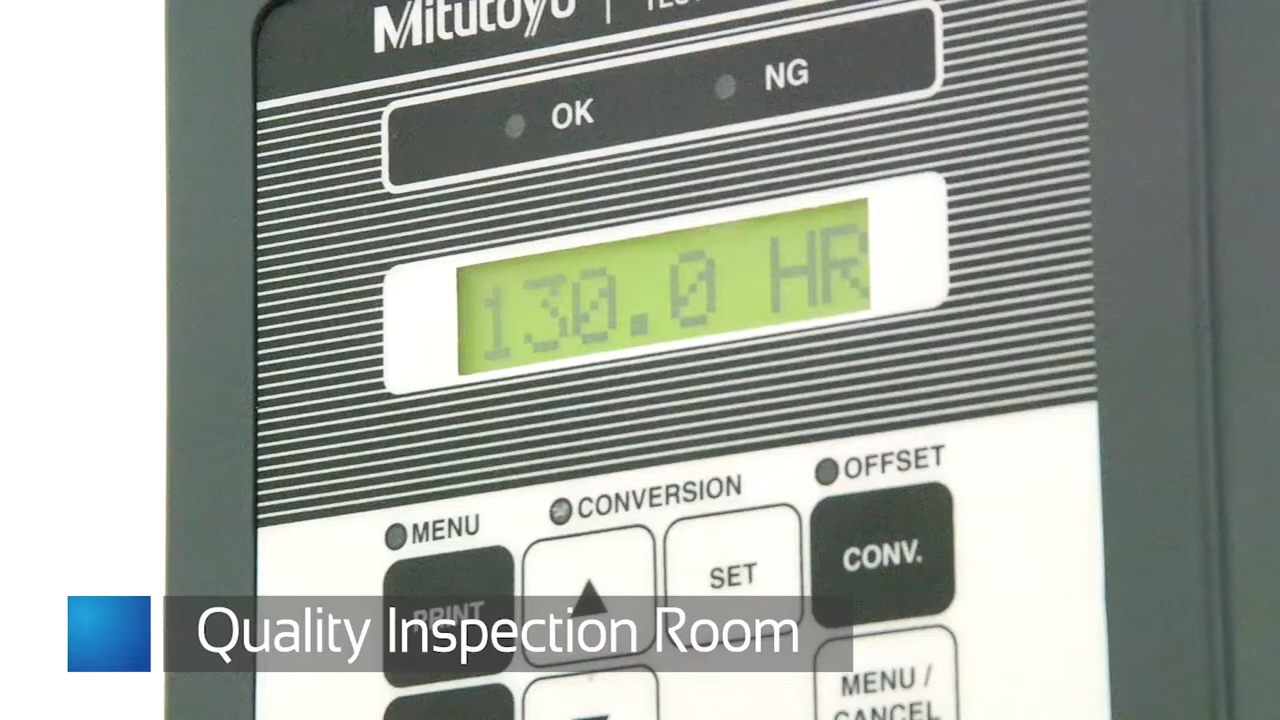 Mitutoyo
OK
NG
130.0 HR
OFFSET
CONVERSION
MENU
CONV.
SET
PRINT
Quality Inspection Room
MENU /
CANCEL